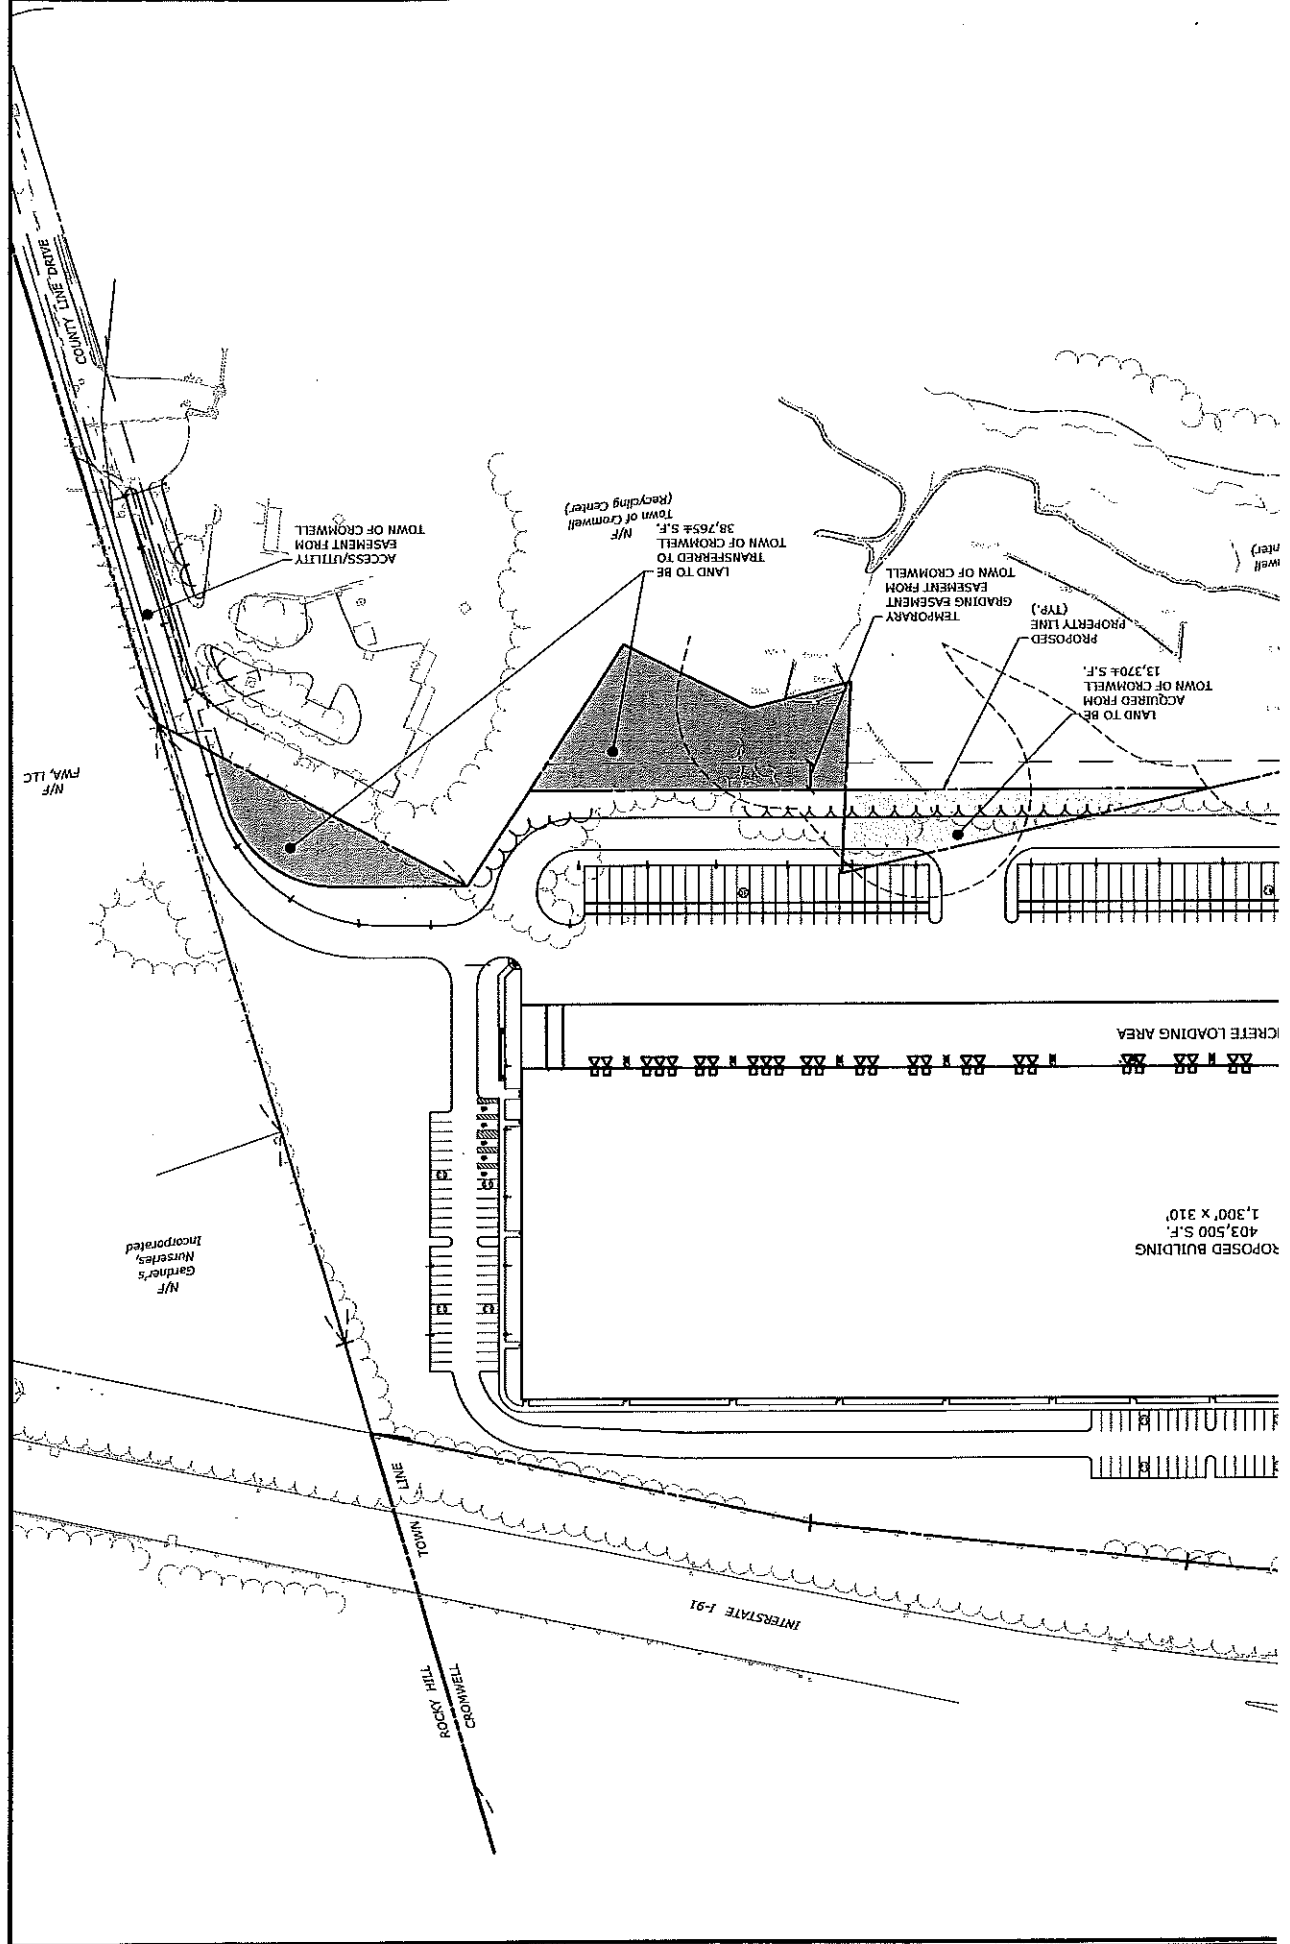 COUNTY LINE DRIVE
ACCESS/UTILITY
EASEMENT FROM
TOWN OF CROMWELL
N/F
Town of Cromwell
(Recycling Center)
LAND TO BE
TRANSFERRED TO
TOWN OF CROMWELL
38,765± S.F.
TEMPORARY
GRADING EASEMENT
EASEMENT FROM
TOWN OF CROMWELL
PROPOSED
PROPERTY LINE
(TYP.)
LAND TO BE
ACQUIRED FROM
TOWN OF CROMWELL
13,370± S.F.
well
nter)
N/F
FWA, LLC
CRETE LOADING AREA
OPOSED BUILDING
403,500 S.F.
1,300' x 310'
N/F
Gardner's
Nurseries,
Incorporated
TOWN LINE
INTERSTATE I-91
ROCKY HILL
CROMWELL